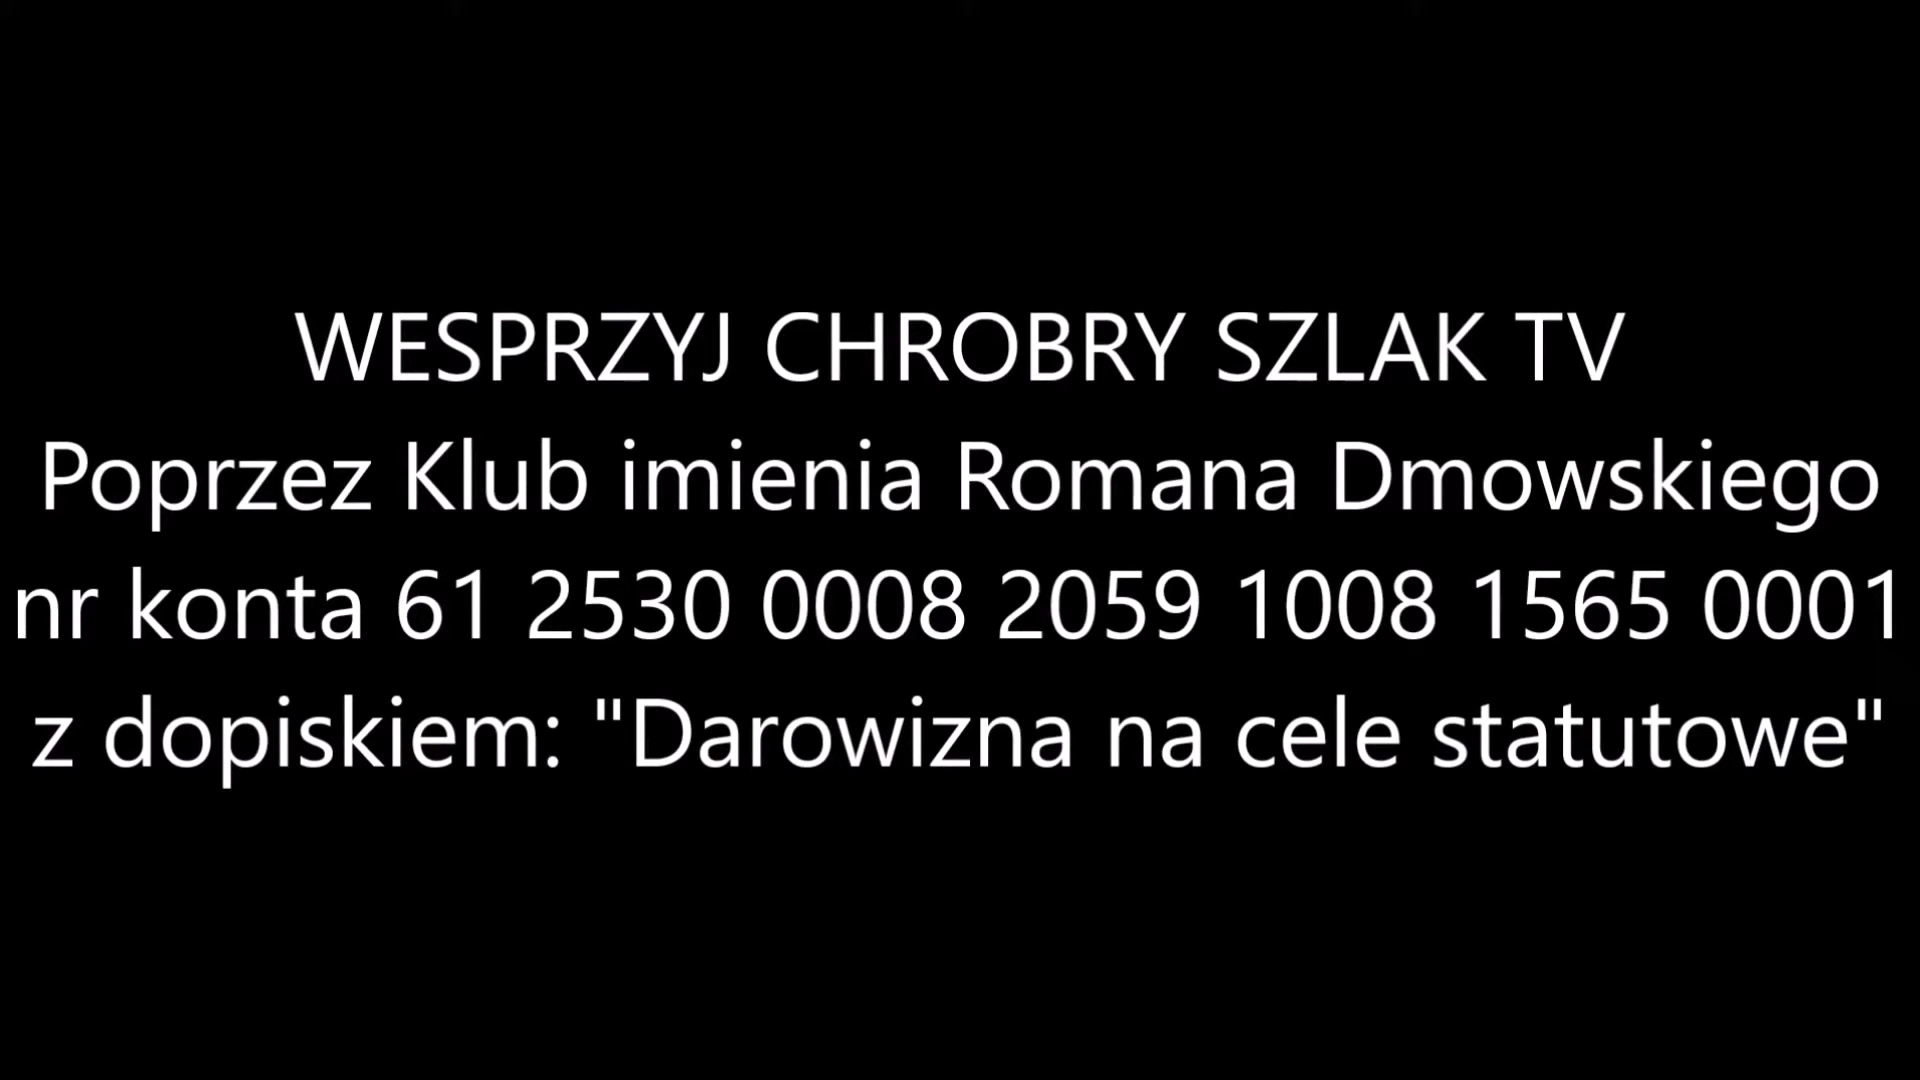 WESPRZYJ CHROBRY SZLAK TV
Poprzez Klub imienia Romana Dmowskiego
nr konta 61 2530 0008 2059 1008 1565 0001
z dopiskiem: "Darowizna na cele statutowe"